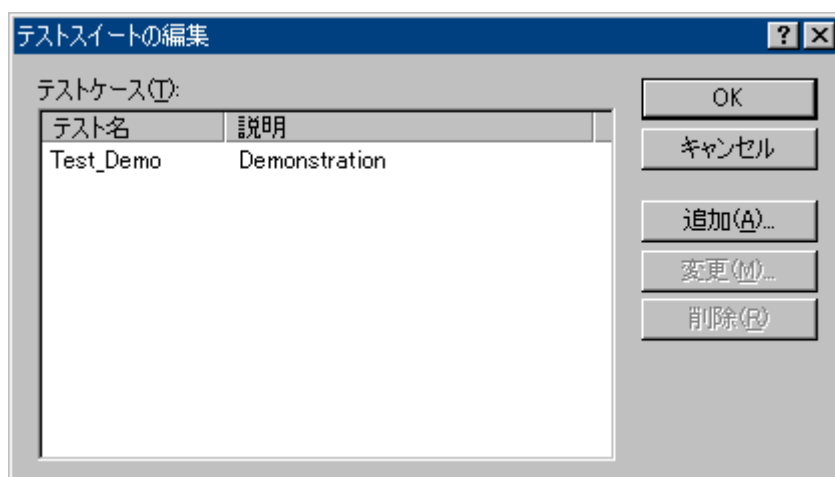 テストスイートの編集
テストケース(T):
テスト名 説明
Test_Demo Demonstration
OK
キャンセル
追加(A)...
変更(M)...
削除(R)